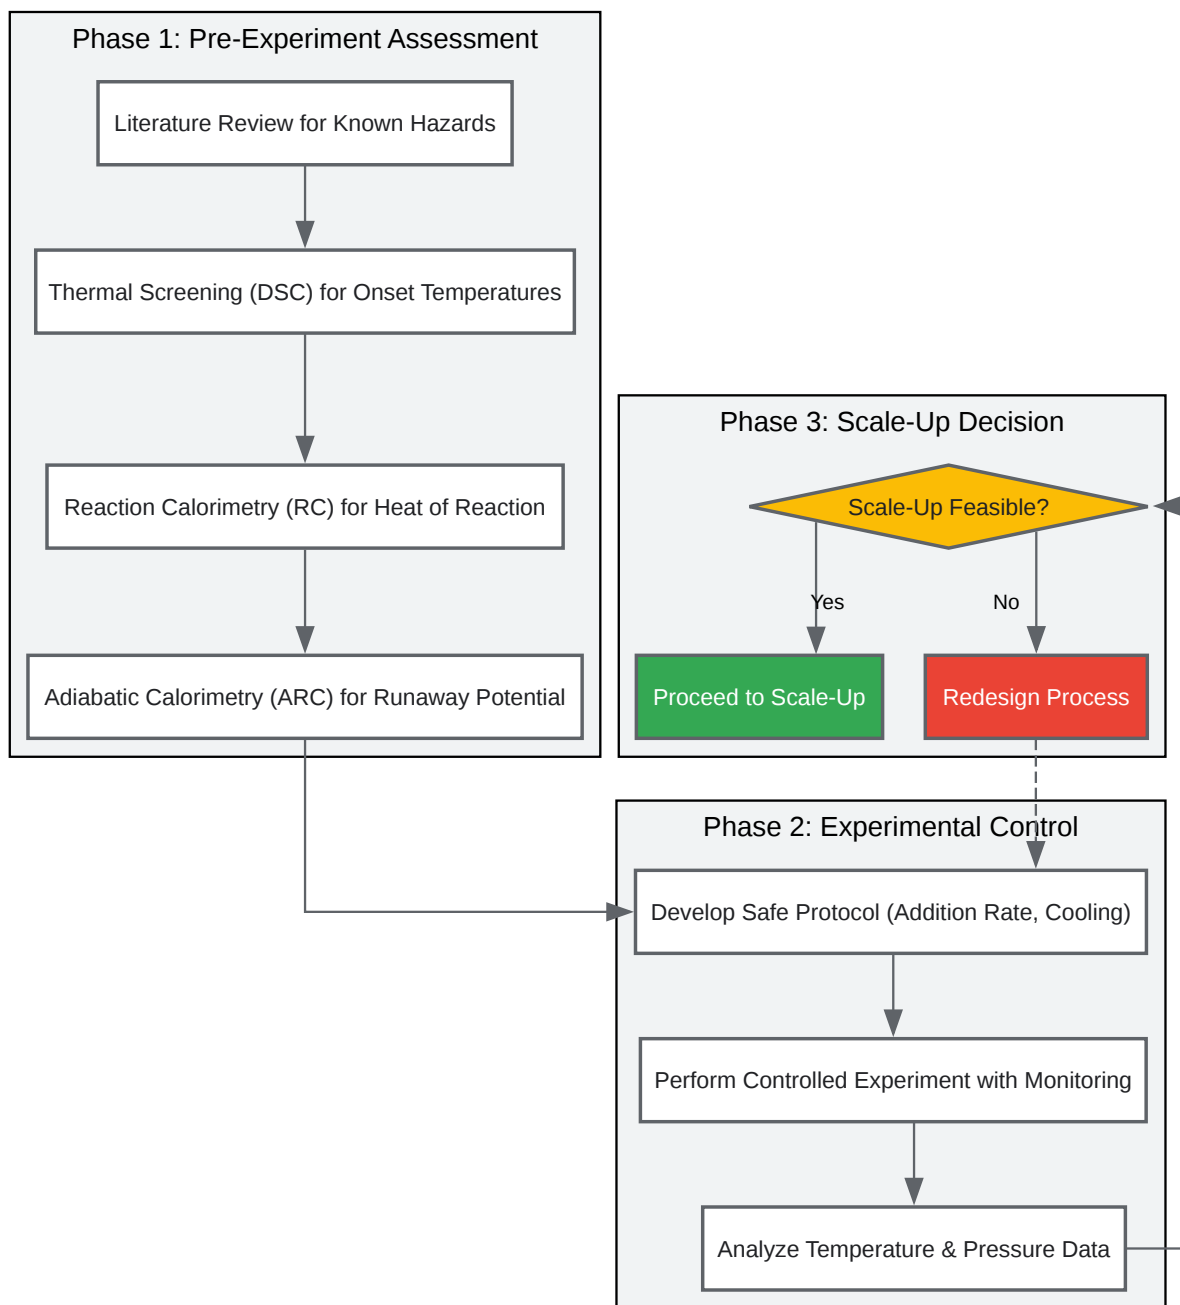 Phase 1: Pre-Experiment Assessment
Literature Review for Known Hazards
Thermal Screening (DSC) for Onset Temperatures
Reaction Calorimetry (RC) for Heat of Reaction
Adiabatic Calorimetry (ARC) for Runaway Potential
Phase 3: Scale-Up Decision
Scale-Up Feasible?
Yes
No
Proceed to Scale-Up
Redesign Process
Phase 2: Experimental Control
Develop Safe Protocol (Addition Rate, Cooling)
Perform Controlled Experiment with Monitoring
Analyze Temperature & Pressure Data